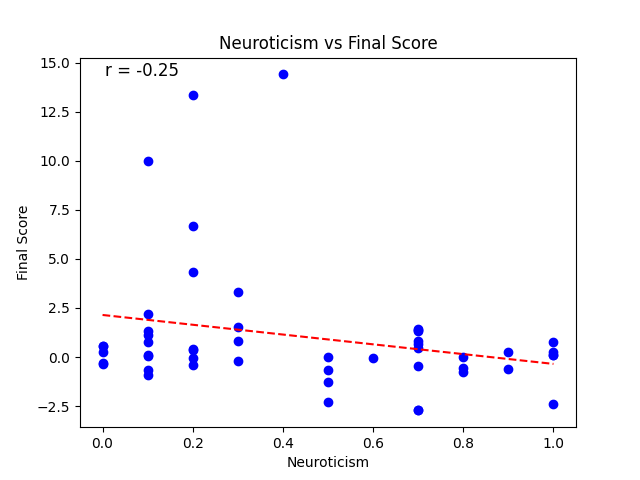 Neuroticism vs Final Score
r = -0.25
15.0
12.5
10.0
7.5
5.0
2.5
0.0
−2.5
Final Score
0.0 0.2 0.4 0.6 0.8 1.0
Neuroticism